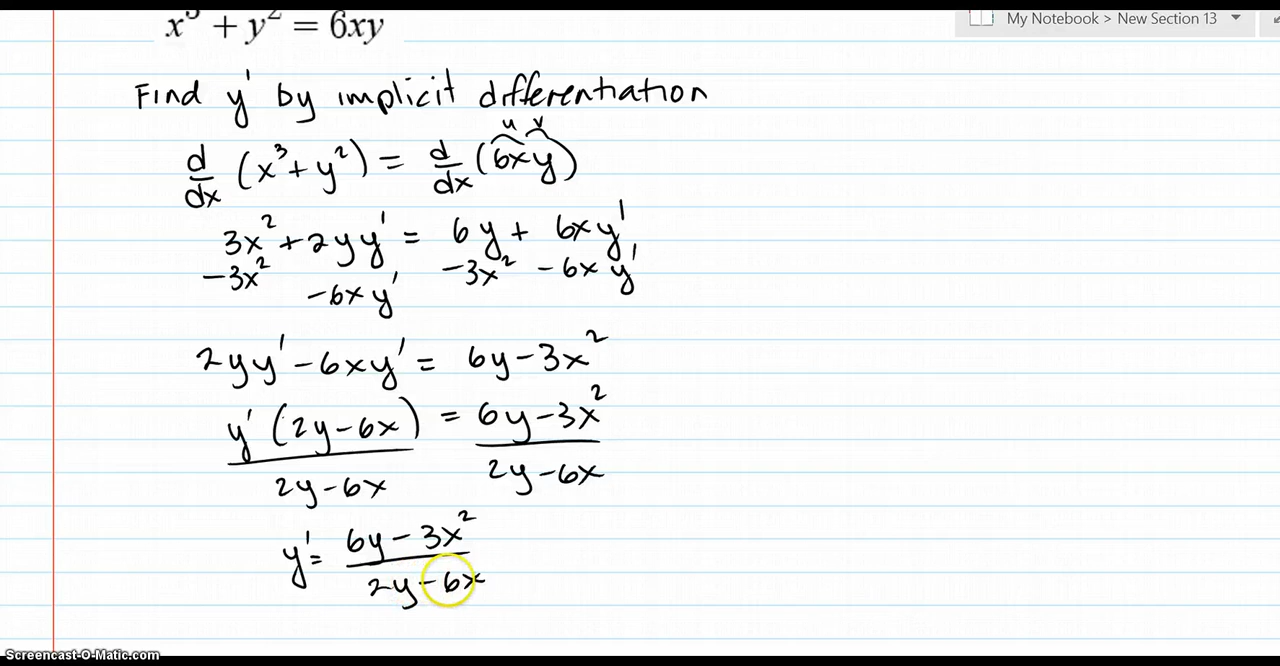 x³ + y² = 6xy
My Notebook > New Section 13
Find y' by implicit differentiation
u v
d/dx (x³ + y²) = d/dx (6xy)
3x² + 2yy' = 6y + 6xy'
-3x² -3x² - 6xy'
-6xy'
2yy' - 6xy' = 6y - 3x²
y' (2y - 6x) = 6y - 3x²
2y - 6x 2y - 6x
y' = 6y - 3x²
2y - 6x
Screencast-O-Matic.com